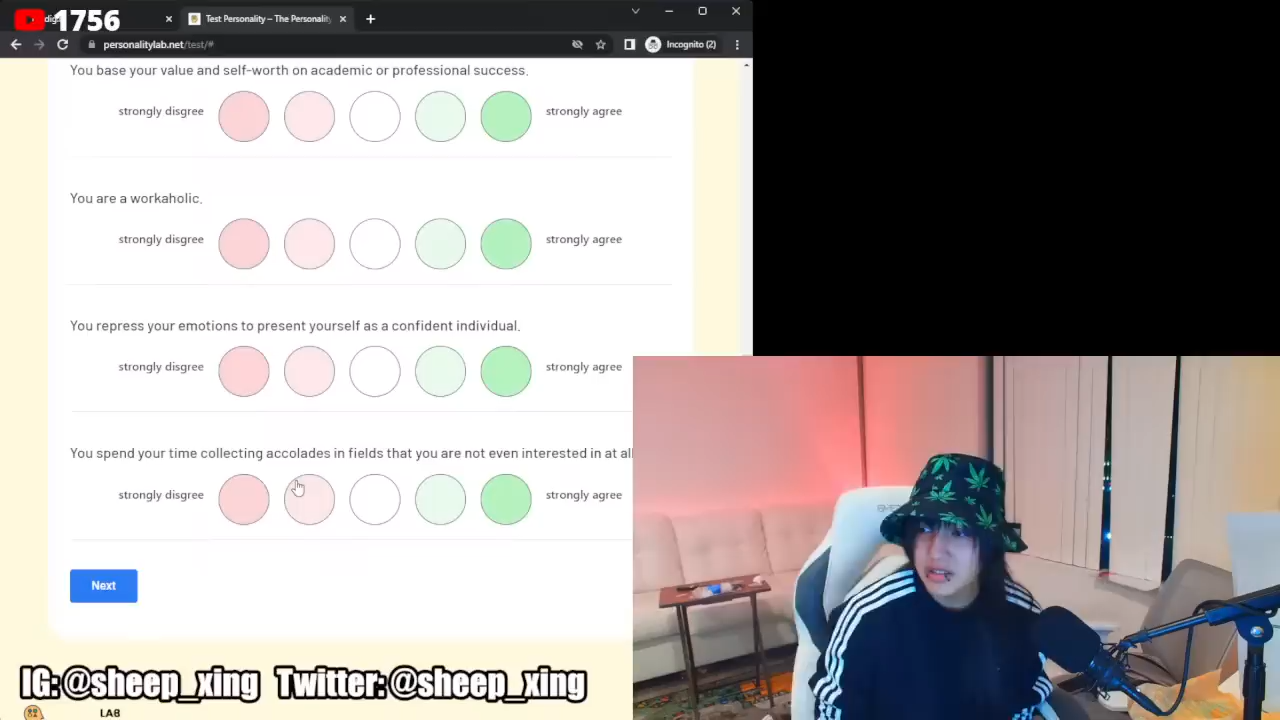 1756
Test Personality – The Personality
personalitylab.net/test/#
Incognito (2)
You base your value and self-worth on academic or professional success.
strongly disgree
strongly agree
You are a workaholic.
strongly disgree
strongly agree
You repress your emotions to present yourself as a confident individual.
strongly disgree
strongly agree
You spend your time collecting accolades in fields that you are not even interested in at all
strongly disgree
strongly agree
Next
IG: @sheep_xing Twitter: @sheep_xing
LAB